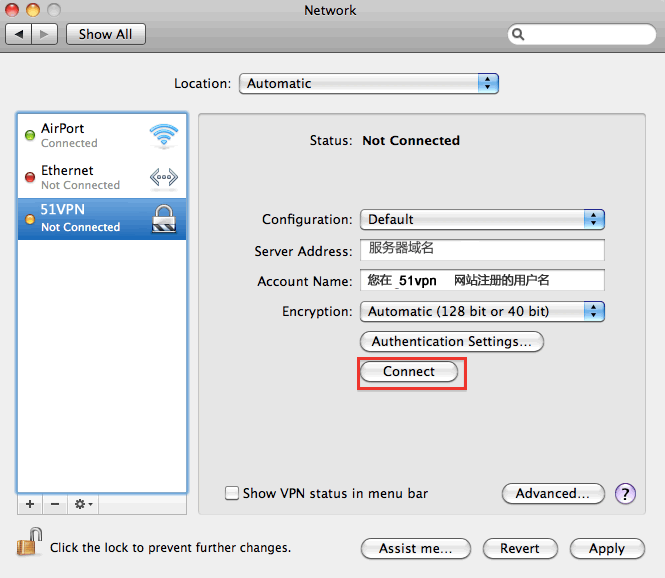 Network
Show All
Location: Automatic
AirPort
Connected
Ethernet
Not Connected
51VPN
Not Connected
Status: Not Connected
Configuration: Default
Server Address: 服务器域名
Account Name: 您在 51vpn 网站注册的用户名
Encryption: Automatic (128 bit or 40 bit)
Authentication Settings...
Connect
Show VPN status in menu bar
Advanced...
?
Click the lock to prevent further changes.
Assist me...
Revert
Apply